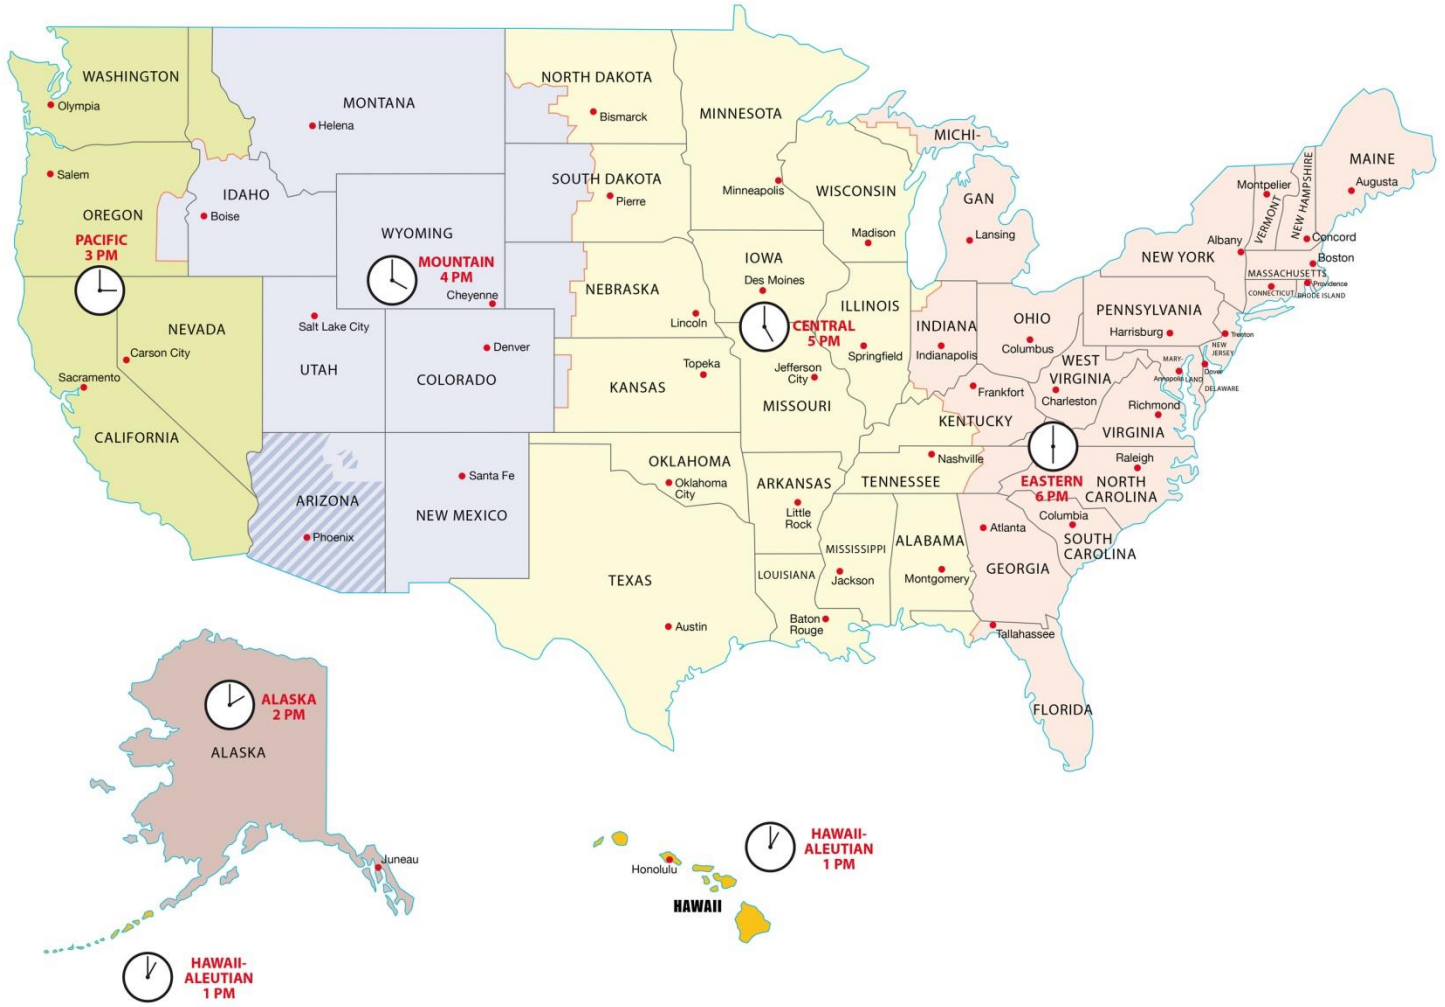 WASHINGTON
Olympia
MONTANA
Helena
NORTH DAKOTA
Bismarck
MINNESOTA
Minneapolis
MICHI-
GAN
Lansing
MAINE
Augusta
Salem
OREGON
PACIFIC
3 PM
IDAHO
Boise
WYOMING
MOUNTAIN
4 PM
Cheyenne
SOUTH DAKOTA
Pierre
WISCONSIN
Madison
Montpelier
VERMONT
NEW HAMPSHIRE
Concord
Albany
NEW YORK
Boston
MASSACHUSETTS
Providence
CONNECTICUT
RHODE ISLAND
NEVADA
Carson City
Sacramento
CALIFORNIA
Salt Lake City
UTAH
Denver
COLORADO
NEBRASKA
Lincoln
IOWA
Des Moines
CENTRAL
5 PM
ILLINOIS
Springfield
INDIANA
Indianapolis
OHIO
Columbus
PENNSYLVANIA
Harrisburg
Trenton
NEW
JERSEY
MARY-
LAND
Annapolis
Dover
DELAWARE
WEST
VIRGINIA
Charleston
Richmond
VIRGINIA
Topeka
KANSAS
Jefferson
City
MISSOURI
Frankfort
KENTUCKY
ARIZONA
Phoenix
Santa Fe
NEW MEXICO
OKLAHOMA
Oklahoma
City
ARKANSAS
Little
Rock
Nashville
TENNESSEE
EASTERN
6 PM
Raleigh
NORTH
CAROLINA
Columbia
SOUTH
CAROLINA
Atlanta
GEORGIA
TEXAS
Austin
LOUISIANA
Baton
Rouge
MISSISSIPPI
Jackson
ALABAMA
Montgomery
Tallahassee
FLORIDA
ALASKA
2 PM
ALASKA
Juneau
HAWAII-
ALEUTIAN
1 PM
Honolulu
HAWAII
HAWAII-
ALEUTIAN
1 PM